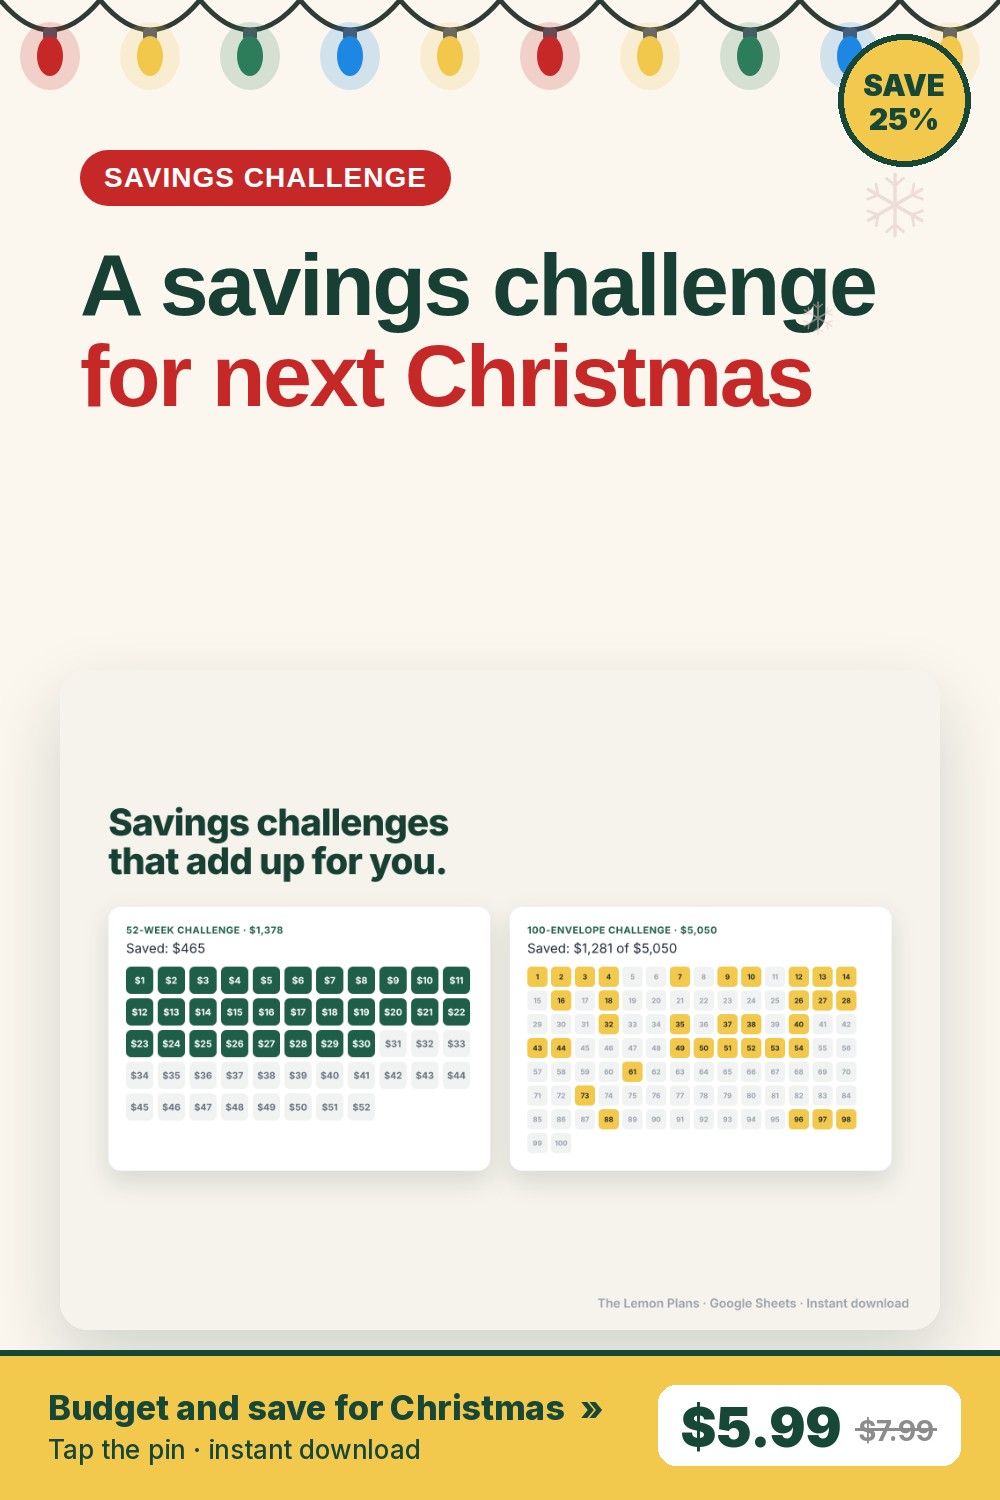 SAVE
25%
SAVINGS CHALLENGE
A savings challenge
for next Christmas
Savings challenges
that add up for you.
52-WEEK CHALLENGE · $1,378
Saved: $465
$1 $2 $3 $4 $5 $6 $7 $8 $9 $10 $11
$12 $13 $14 $15 $16 $17 $18 $19 $20 $21 $22
$23 $24 $25 $26 $27 $28 $29 $30 $31 $32 $33
$34 $35 $36 $37 $38 $39 $40 $41 $42 $43 $44
$45 $46 $47 $48 $49 $50 $51 $52
100-ENVELOPE CHALLENGE · $5,050
Saved: $1,281 of $5,050
1 2 3 4 5 6 7 8 9 10 11 12 13 14
15 16 17 18 19 20 21 22 23 24 25 26 27 28
29 30 31 32 33 34 35 36 37 38 39 40 41 42
43 44 45 46 47 48 49 50 51 52 53 54 55 56
57 58 59 60 61 62 63 64 65 66 67 68 69 70
71 72 73 74 75 76 77 78 79 80 81 82 83 84
85 86 87 88 89 90 91 92 93 94 95 96 97 98
99 100
The Lemon Plans · Google Sheets · Instant download
Budget and save for Christmas »
Tap the pin · instant download
$5.99 $7.99